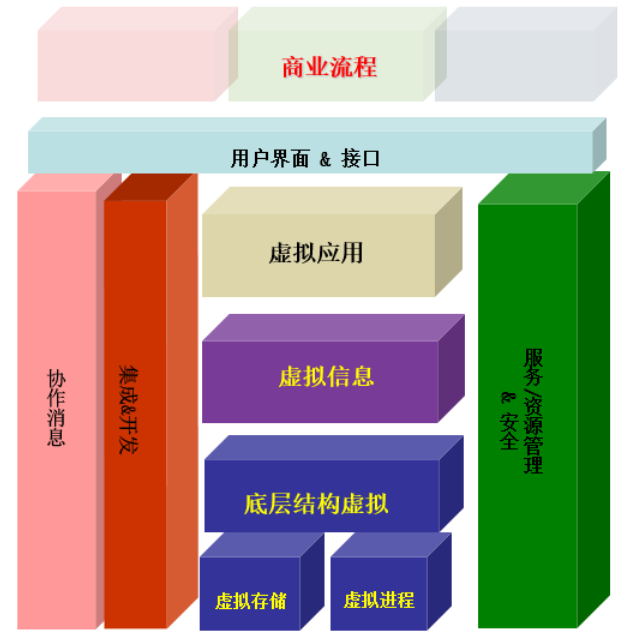 商业流程
用户界面 & 接口
虚拟应用
虚拟信息
底层结构虚拟
虚拟存储
虚拟进程
协作消息
集成&开发
服务/资源管理
& 安全